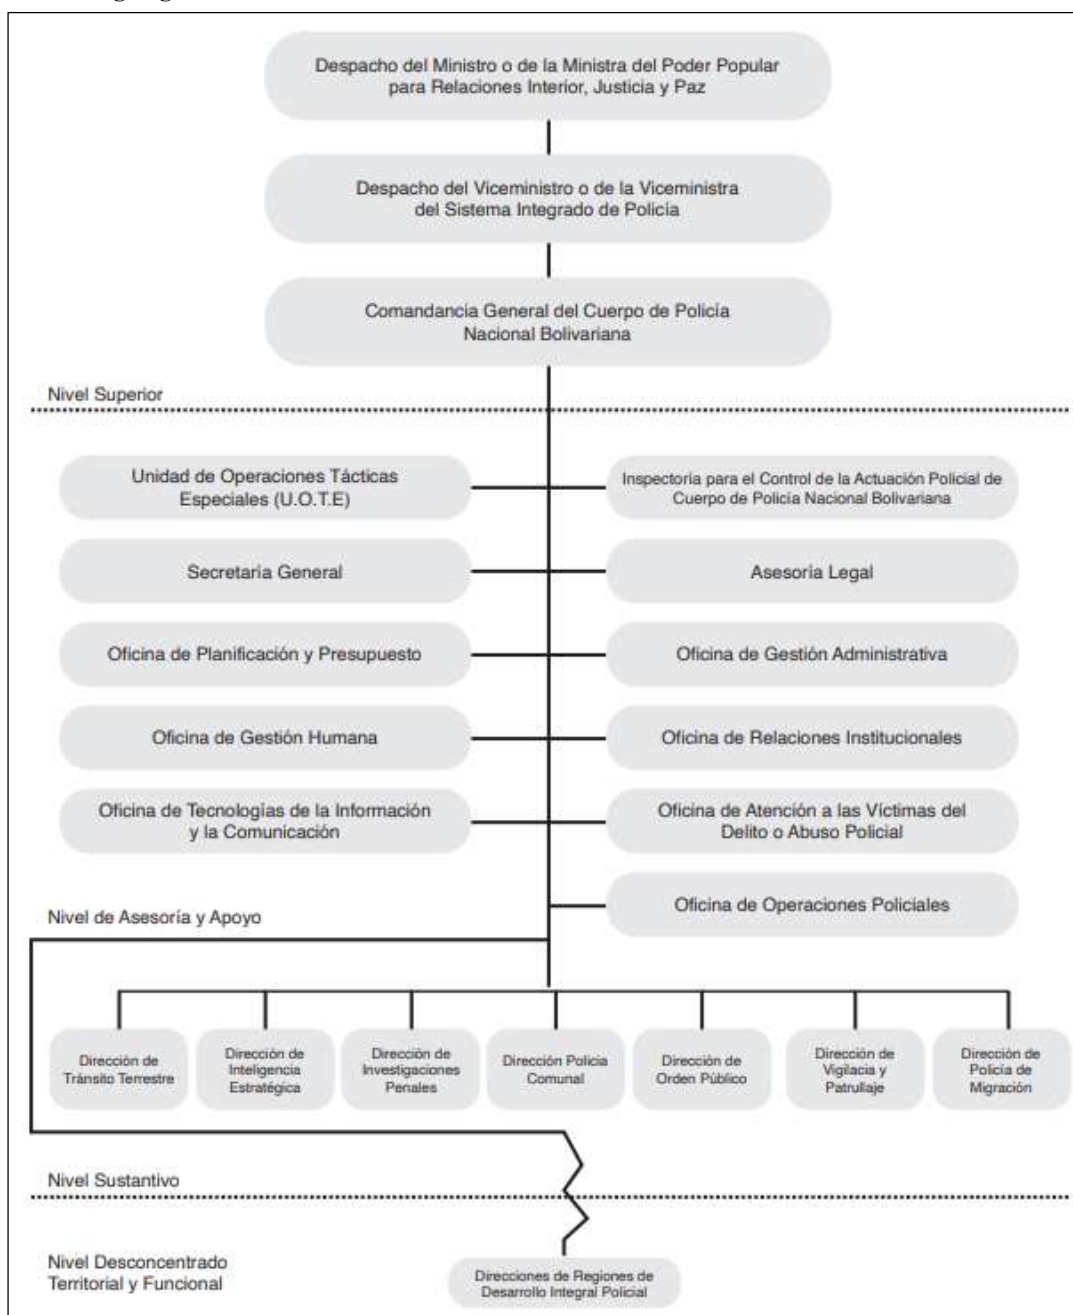 Despacho del Ministro o de la Ministra del Poder Popular
para Relaciones Interior, Justicia y Paz
Despacho del Viceministro o de la Viceministra
del Sistema Integrado de Policía
Comandancia General del Cuerpo de Policía
Nacional Bolivariana
Nivel Superior
Unidad de Operaciones Tácticas
Especiales (U.O.T.E)
Inspectoría para el Control de la Actuación Policial de
Cuerpo de Policía Nacional Bolivariana
Secretaría General
Asesoría Legal
Oficina de Planificación y Presupuesto
Oficina de Gestión Administrativa
Oficina de Gestión Humana
Oficina de Relaciones Institucionales
Oficina de Tecnologías de la Información
y la Comunicación
Oficina de Atención a las Víctimas del
Delito o Abuso Policial
Oficina de Operaciones Policiales
Nivel de Asesoría y Apoyo
Dirección de
Tránsito Terrestre
Dirección de
Inteligencia
Estratégica
Dirección de
Investigaciones
Penales
Dirección Policia
Comunal
Dirección de
Orden Público
Dirección de
Vigilacia y
Patrullaje
Dirección de
Policía de
Migración
Nivel Sustantivo
Nivel Desconcentrado
Territorial y Funcional
Direcciones de Regiones de
Desarrollo Integral Policial